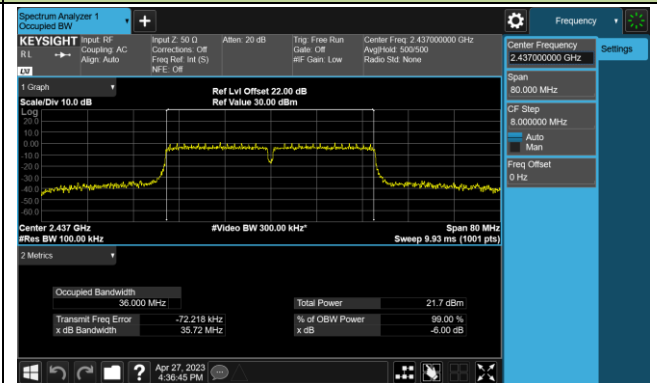 Spectrum Analyzer 1
Occupied BW
Frequency
KEYSIGHT
RL
Input: RF
Coupling: AC
Align: Auto
Input Z: 50 Ω
Corrections: Off
Freq Ref: Int (S)
NFE: Off
Atten: 20 dB
Trig: Free Run
Gate: Off
#IF Gain: Low
Center Freq: 2.437000000 GHz
Avg|Hold: 500/500
Radio Std: None
Center Frequency
2.437000000 GHz
Settings
Span
80.000 MHz
CF Step
8.000000 MHz
Auto
Man
Freq Offset
0 Hz
1 Graph
Scale/Div 10.0 dB
Ref Lvl Offset 22.00 dB
Ref Value 30.00 dBm
Log
20.0
10.0
0.00
-10.0
-20.0
-30.0
-40.0
-50.0
-60.0
Center 2.437 GHz
#Res BW 100.00 kHz
#Video BW 300.00 kHz*
Span 80 MHz
Sweep 9.93 ms (1001 pts)
2 Metrics
Occupied Bandwidth
36.000 MHz
Total Power 21.7 dBm
Transmit Freq Error -72.218 kHz
% of OBW Power 99.00 %
x dB Bandwidth 35.72 MHz
x dB -6.00 dB
?
Apr 27, 2023
4:36:45 PM